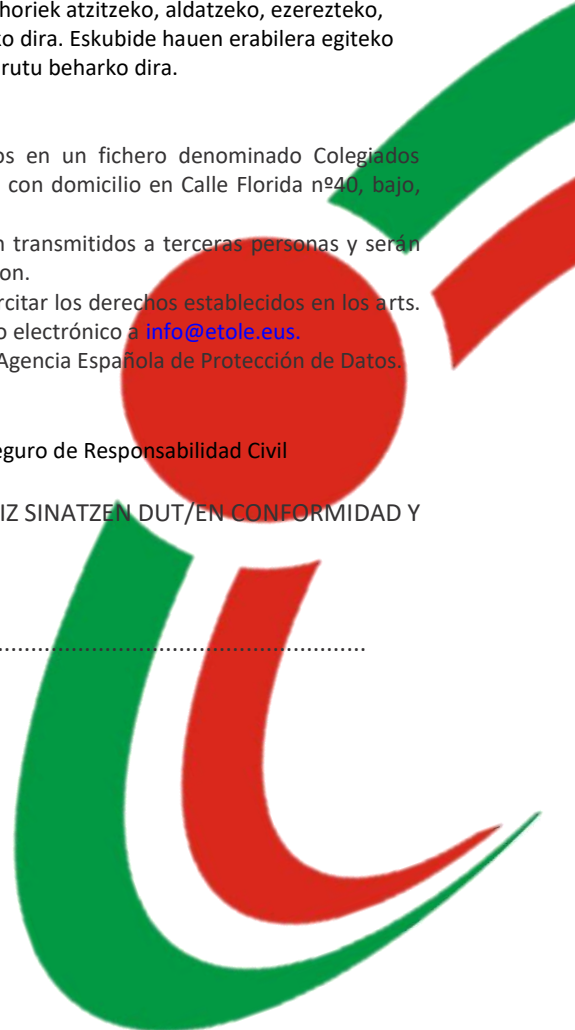 horiek atzitzeko, aldatzeko, ezerezteko,
ko dira. Eskubide hauen erabilera egiteko
rutu beharko dira.
os en un fichero denominado Colegiados
con domicilio en Calle Florida nº40, bajo,
n transmitidos a terceras personas y serán
on.
rcitar los derechos establecidos en los arts.
o electrónico a info@etole.eus.
Agencia Española de Protección de Datos.
eguro de Responsabilidad Civil
IZ SINATZEN DUT/EN CONFORMIDAD Y
..................................................................